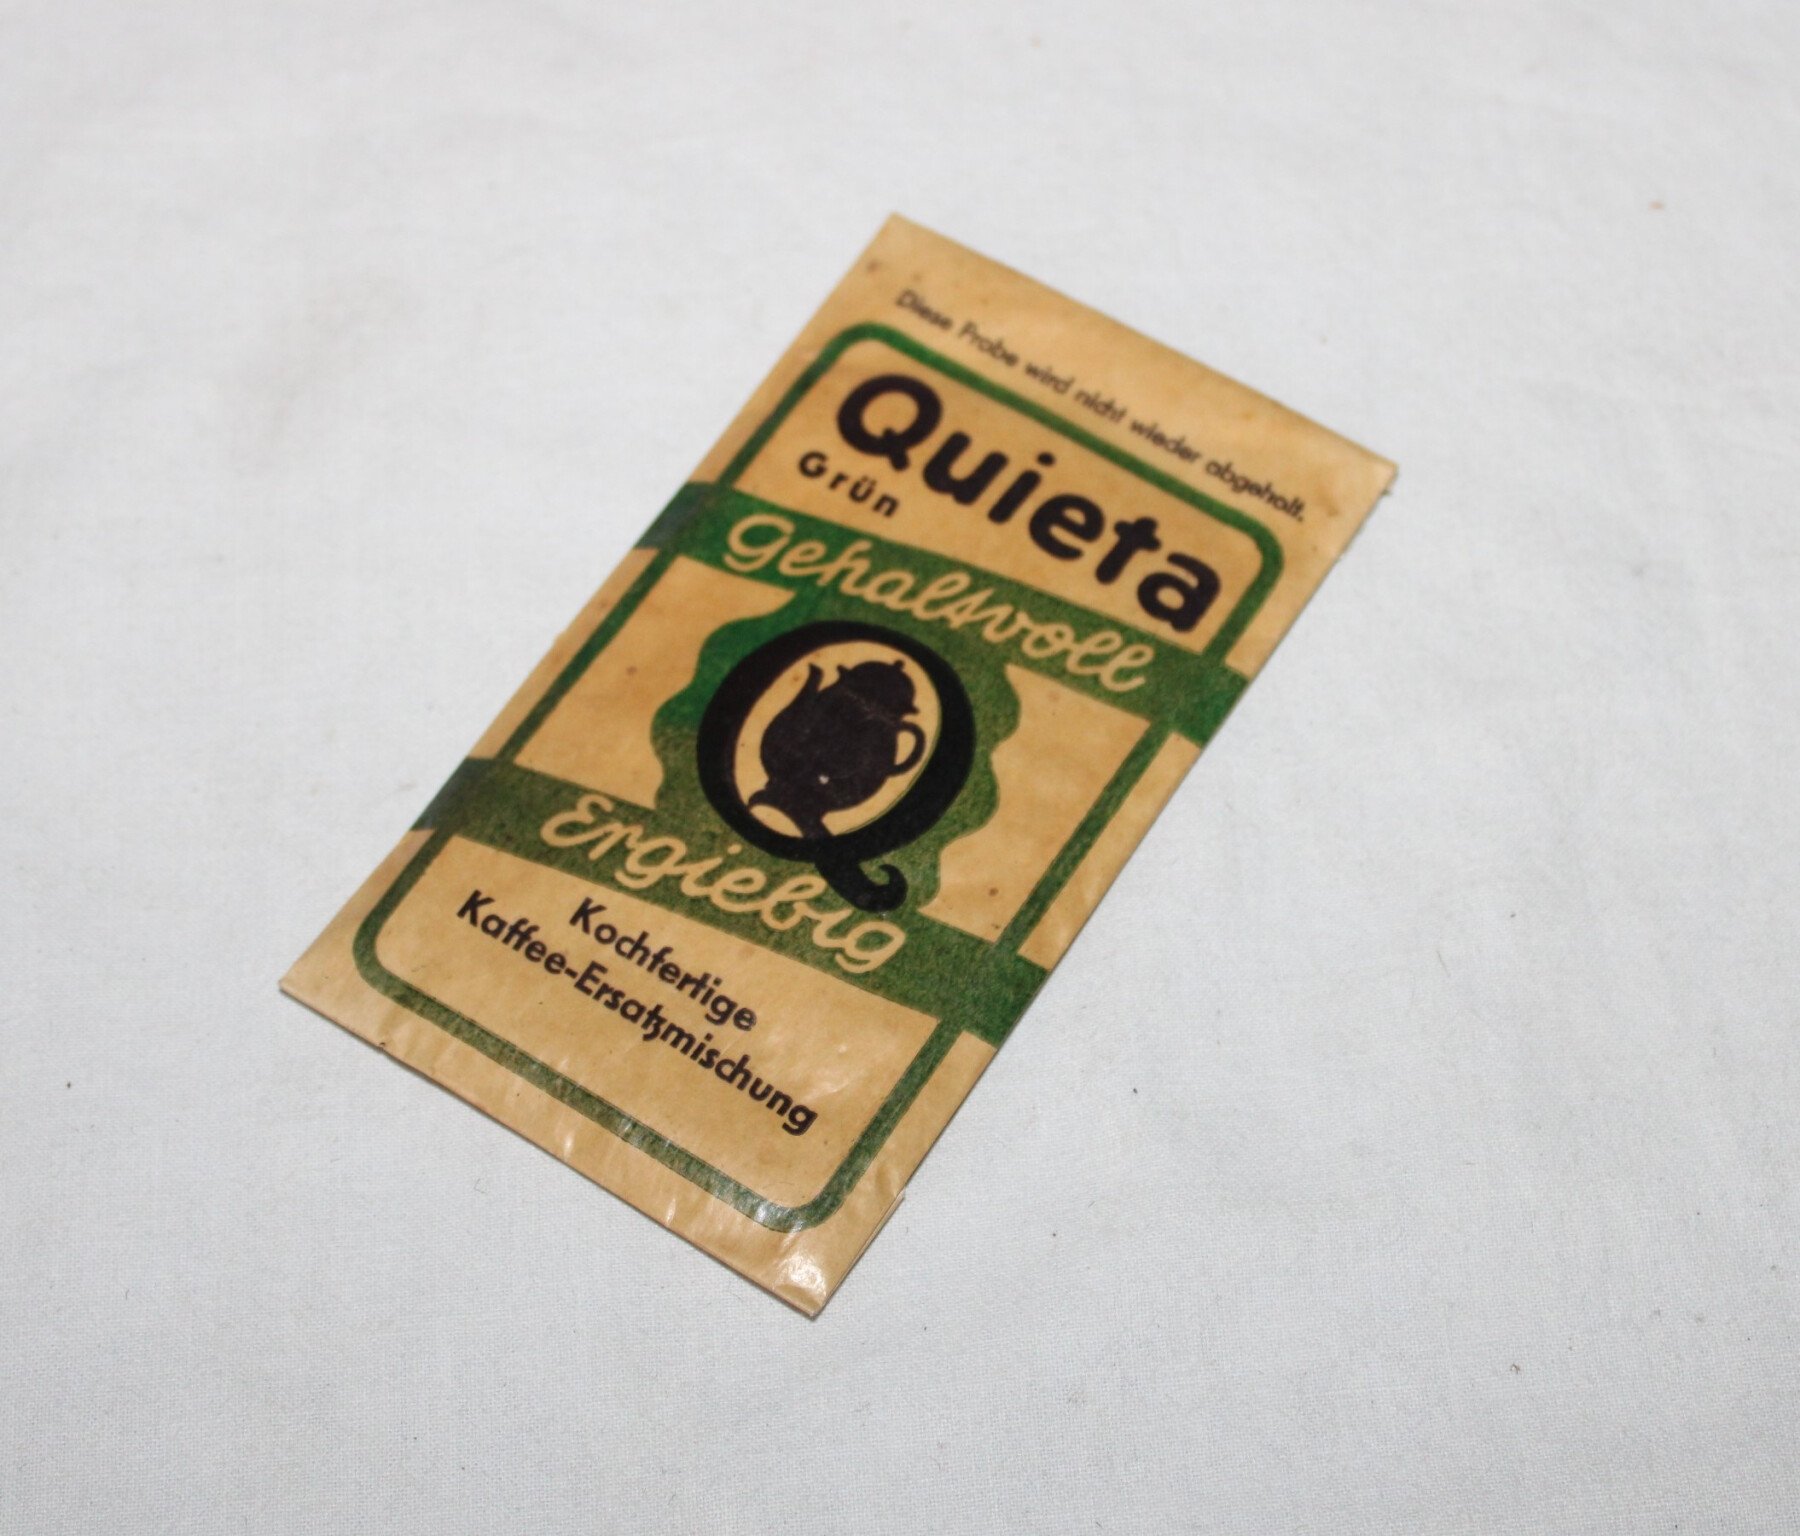 Diese Probe wird nicht wieder abgeholt.
Quieta
Grün
Gehaltvoll
Q
Ergiebig
Kochfertige
Kaffee-Ersatzmischung